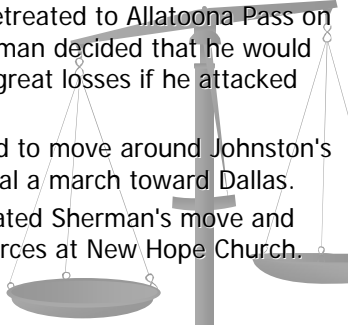 etreated to Allatoona Pass on
man decided that he would
great losses if he attacked
d to move around Johnston's
al a march toward Dallas.
ated Sherman's move and
rces at New Hope Church.